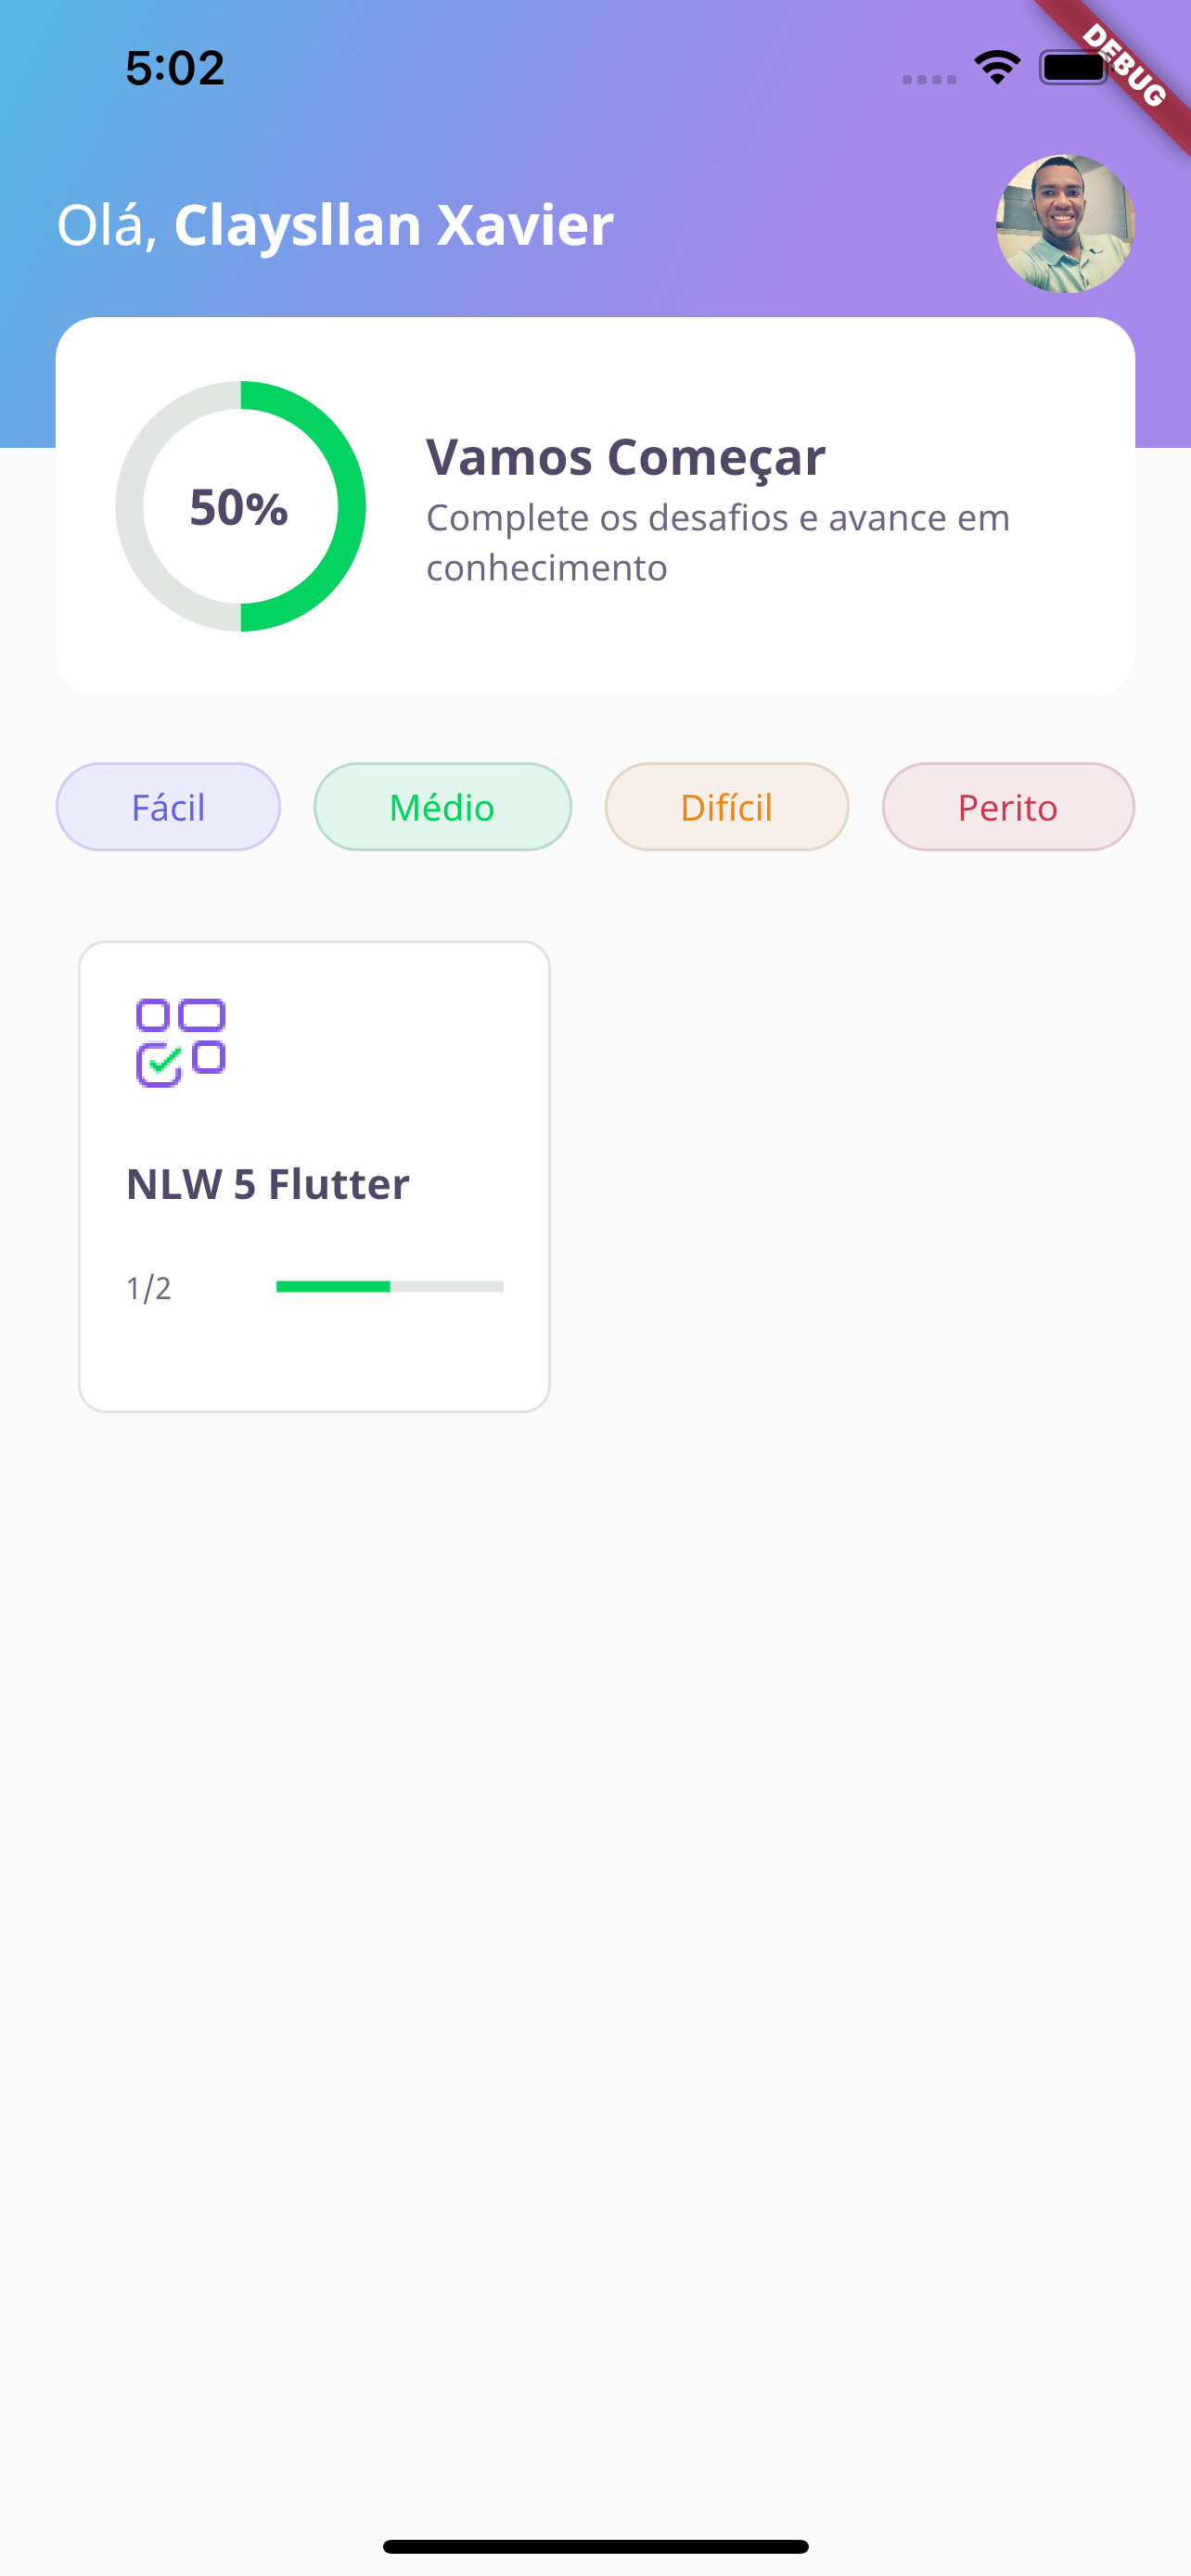 5:02
DEBUG
Olá, Claysllan Xavier
50%
Vamos Começar
Complete os desafios e avance em
conhecimento
Fácil
Médio
Difícil
Perito
NLW 5 Flutter
1/2